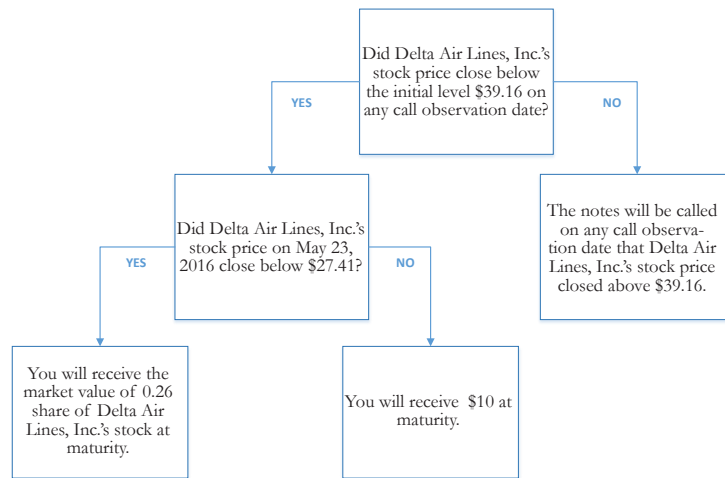 Did Delta Air Lines, Inc.'s
stock price close below
the initial level $39.16 on
any call observation date?
YES
NO
Did Delta Air Lines, Inc.'s
stock price on May 23,
2016 close below $27.41?
The notes will be called
on any call observa-
tion date that Delta Air
Lines, Inc.'s stock price
closed above $39.16.
YES
NO
You will receive the
market value of 0.26
share of Delta Air
Lines, Inc.'s stock at
maturity.
You will receive $10 at
maturity.